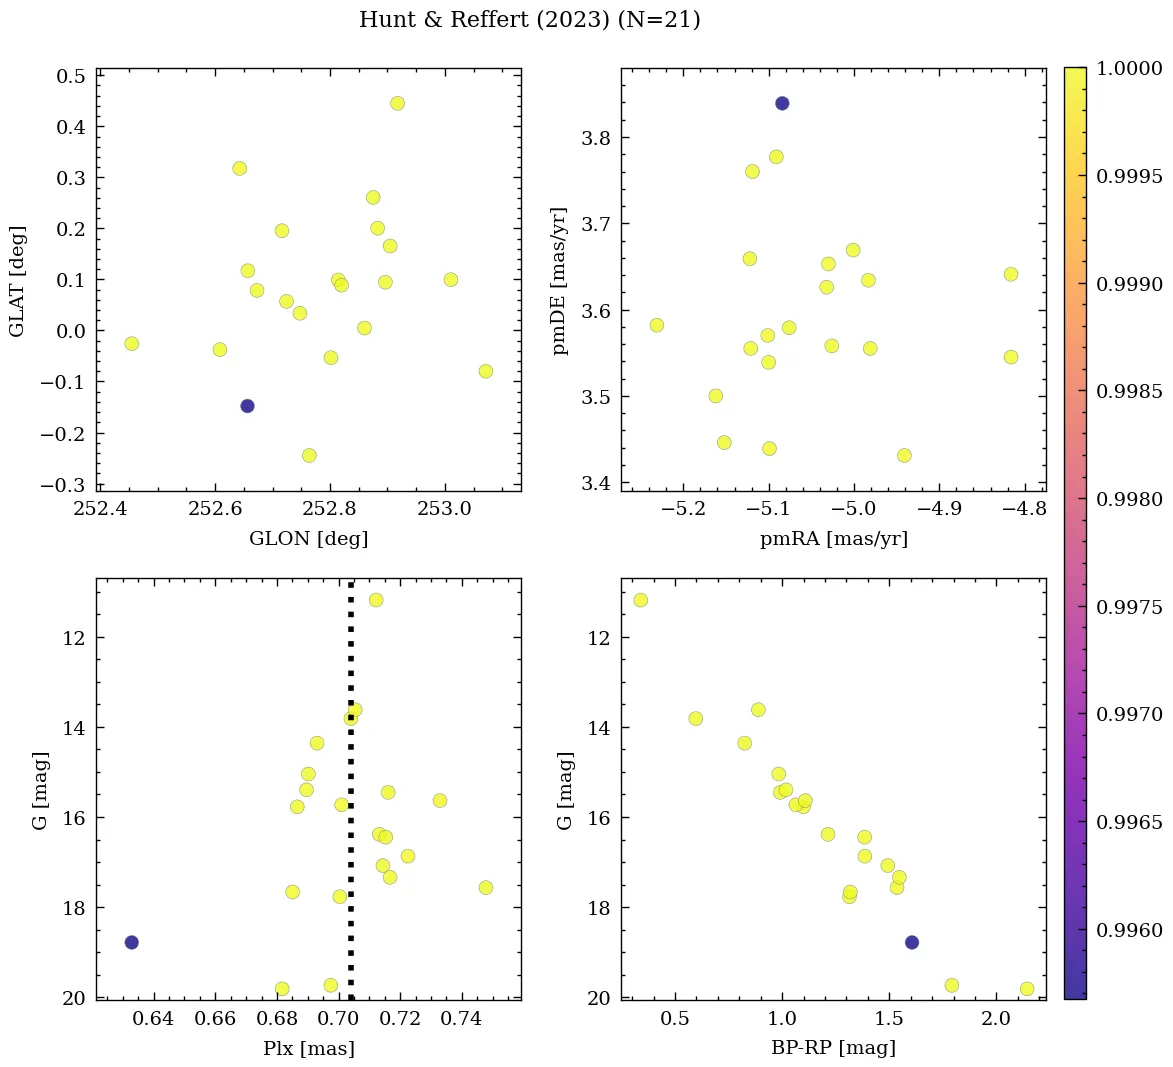 Hunt & Reffert (2023) (N=21)
0.5
0.4
0.3
0.2
0.1
0.0
−0.1
−0.2
−0.3
GLAT [deg]
252.4 252.6 252.8 253.0
GLON [deg]
3.8
3.7
3.6
3.5
3.4
pmDE [mas/yr]
−5.2 −5.1 −5.0 −4.9 −4.8
pmRA [mas/yr]
12
14
16
18
20
G [mag]
0.64 0.66 0.68 0.70 0.72 0.74
Plx [mas]
12
14
16
18
20
G [mag]
0.5 1.0 1.5 2.0
BP-RP [mag]
1.0000
0.9995
0.9990
0.9985
0.9980
0.9975
0.9970
0.9965
0.9960